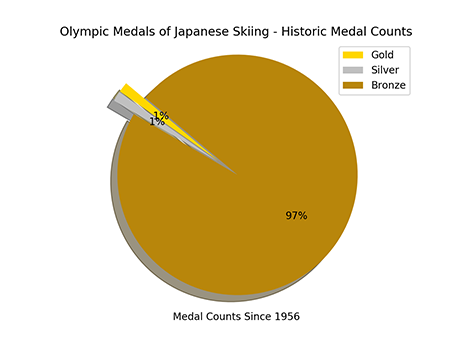 Olympic Medals of Japanese Skiing - Historic Medal Counts
Gold
Silver
Bronze
1%
1%
97%
Medal Counts Since 1956